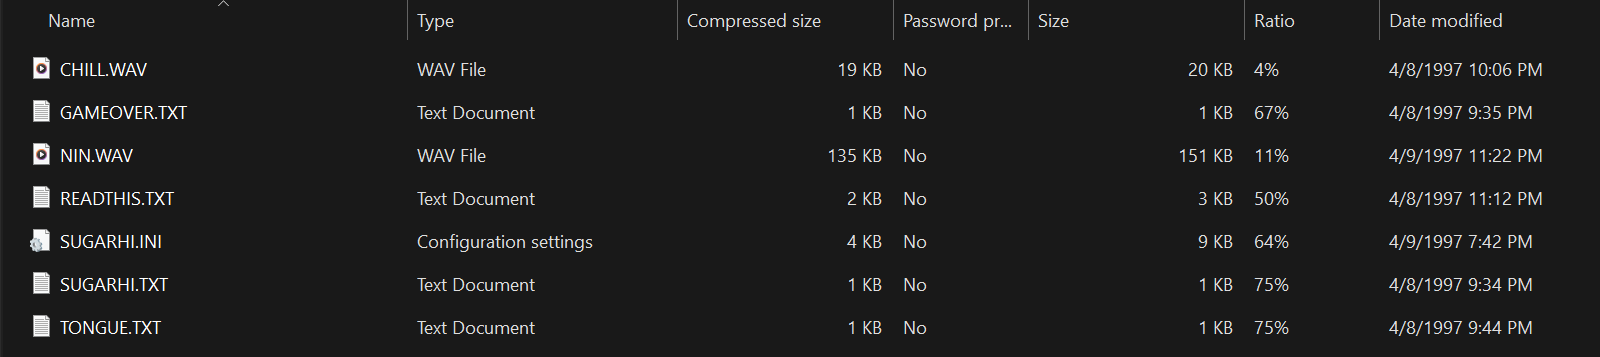 Name Type Compressed size Password pr... Size Ratio Date modified
CHILL.WAV WAV File 19 KB No 20 KB 4% 4/8/1997 10:06 PM
GAMEOVER.TXT Text Document 1 KB No 1 KB 67% 4/8/1997 9:35 PM
NIN.WAV WAV File 135 KB No 151 KB 11% 4/9/1997 11:22 PM
READTHIS.TXT Text Document 2 KB No 3 KB 50% 4/8/1997 11:12 PM
SUGARHI.INI Configuration settings 4 KB No 9 KB 64% 4/9/1997 7:42 PM
SUGARHI.TXT Text Document 1 KB No 1 KB 75% 4/8/1997 9:34 PM
TONGUE.TXT Text Document 1 KB No 1 KB 75% 4/8/1997 9:44 PM